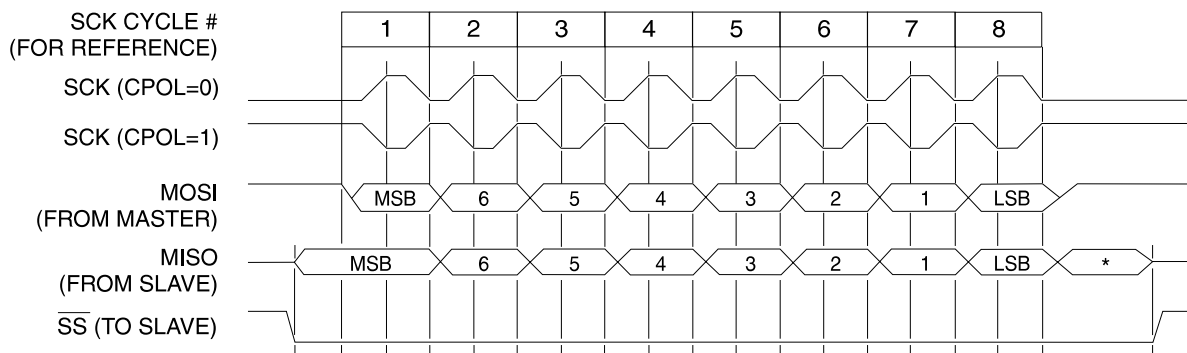 SCK CYCLE # 1 2 3 4 5 6 7 8
(FOR REFERENCE)
SCK (CPOL=0)
SCK (CPOL=1)
MOSI MSB 6 5 4 3 2 1 LSB
(FROM MASTER)
MISO MSB 6 5 4 3 2 1 LSB *
(FROM SLAVE)
SS (TO SLAVE)